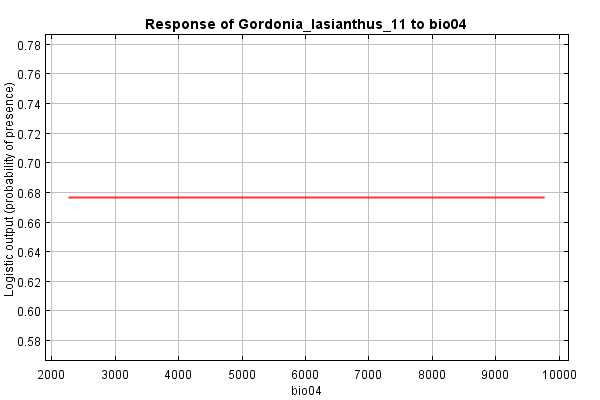 Response of Gordonia_lasianthus_11 to bio04
Logistic output (probability of presence)
0.78
0.76
0.74
0.72
0.70
0.68
0.66
0.64
0.62
0.60
0.58
2000 3000 4000 5000 6000 7000 8000 9000 10000
bio04